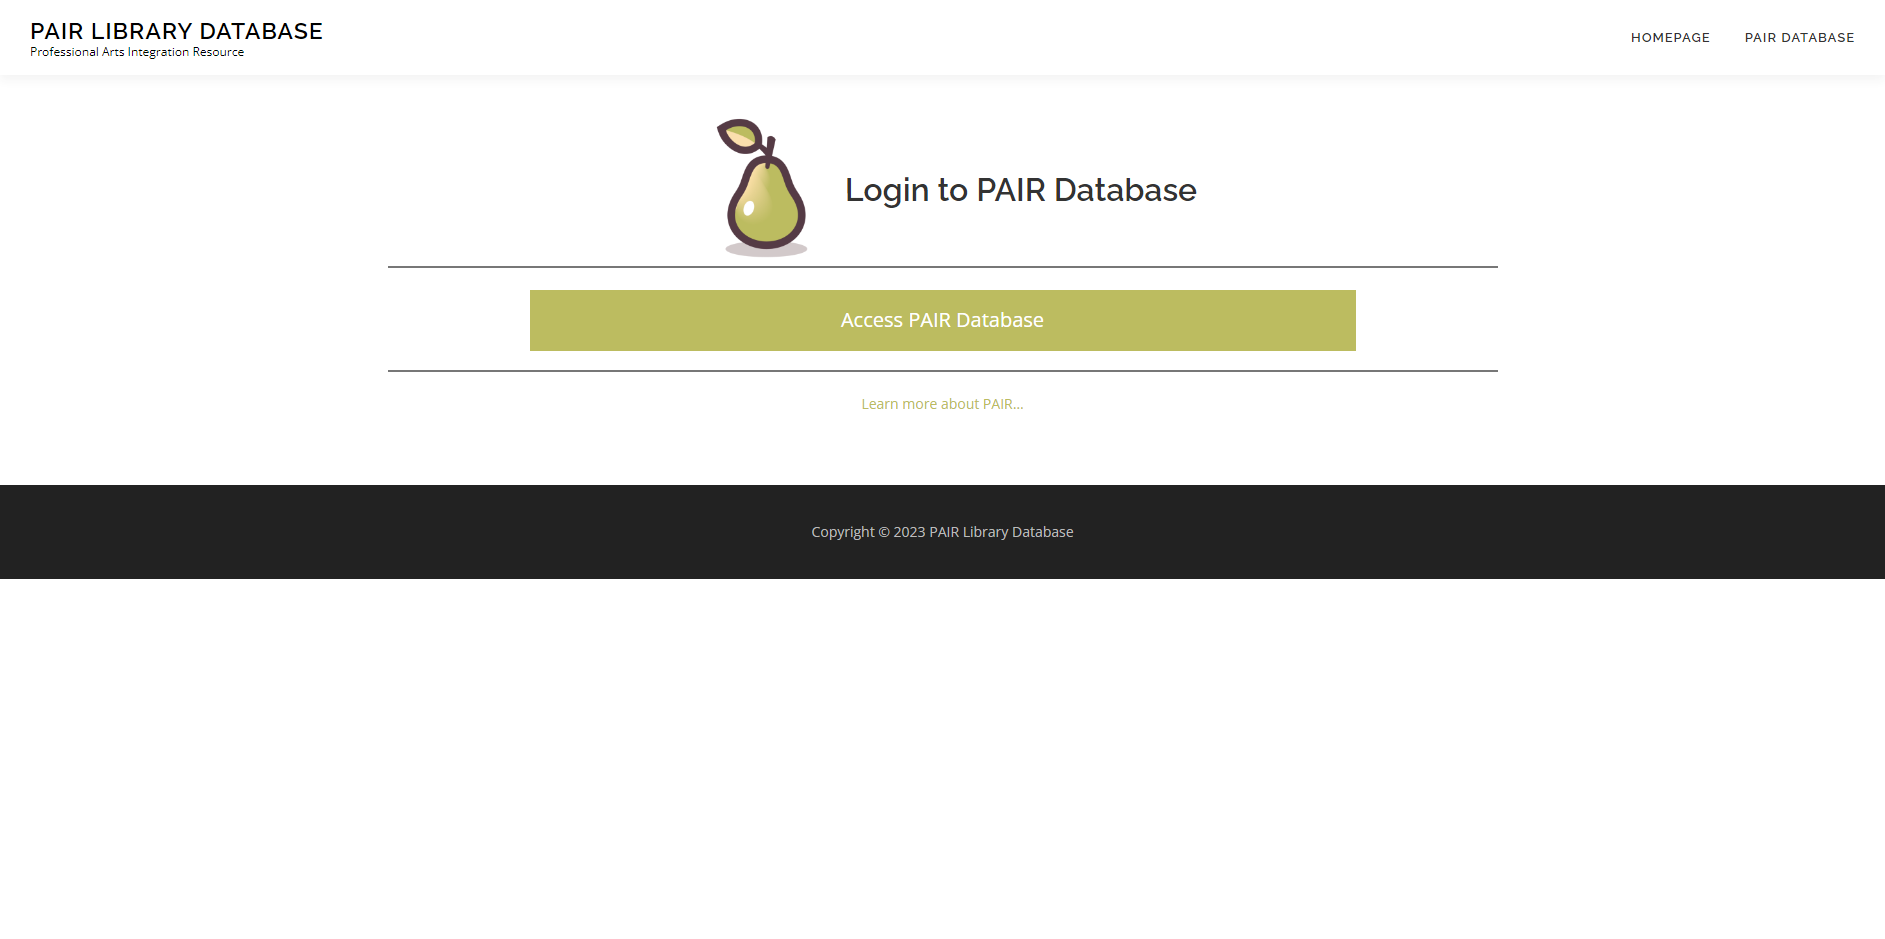 PAIR LIBRARY DATABASE
Professional Arts Integration Resource
HOMEPAGE
PAIR DATABASE
Login to PAIR Database
Access PAIR Database
Learn more about PAIR...
Copyright © 2023 PAIR Library Database